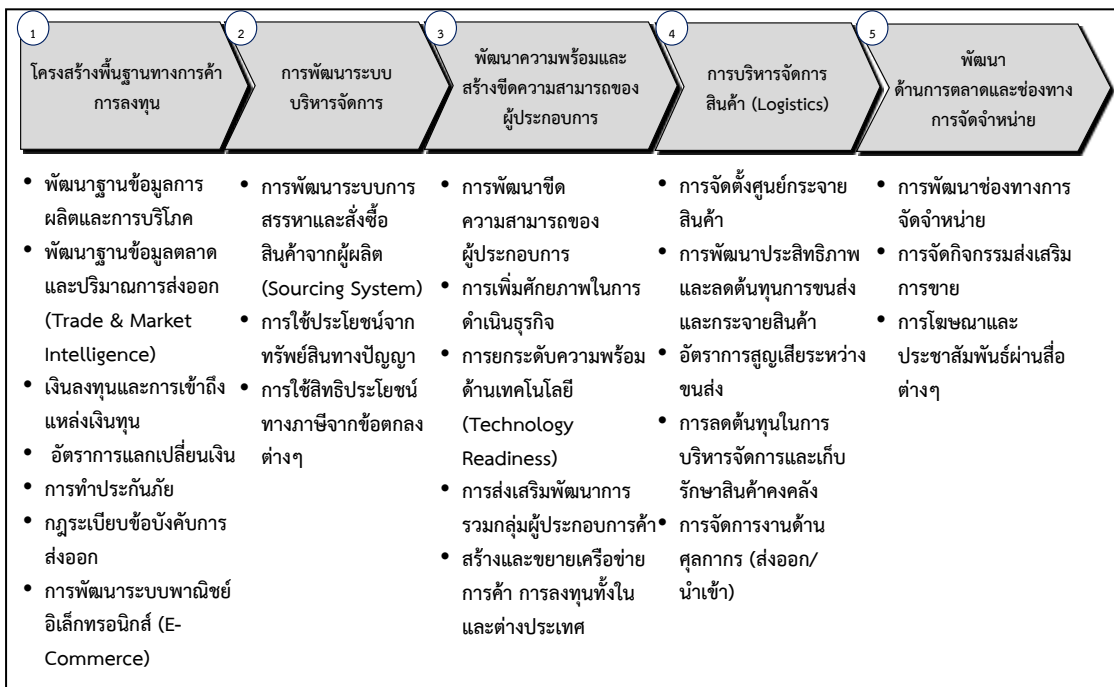 1
โครงสร้างพื้นฐานทางการค้า
การลงทุน
2
การพัฒนาระบบ
บริหารจัดการ
3
พัฒนาความพร้อมและ
สร้างขีดความสามารถของ
ผู้ประกอบการ
4
การบริหารจัดการ
สินค้า (Logistics)
5
พัฒนา
ด้านการตลาดและช่องทาง
การจัดจำหน่าย
• พัฒนาฐานข้อมูลการ
ผลิตและการบริโภค
• พัฒนาฐานข้อมูลตลาด
และปริมาณการส่งออก
(Trade & Market
Intelligence)
• เงินลงทุนและการเข้าถึง
แหล่งเงินทุน
• อัตราการแลกเปลี่ยนเงิน
• การทำประกันภัย
• กฎระเบียบข้อบังคับการ
ส่งออก
• การพัฒนาระบบพาณิชย์
อิเล็กทรอนิกส์ (E-
Commerce)
• การพัฒนาระบบการ
สรรหาและสั่งซื้อ
สินค้าจากผู้ผลิต
(Sourcing System)
• การใช้ประโยชน์จาก
ทรัพย์สินทางปัญญา
• การใช้สิทธิประโยชน์
ทางภาษีจากข้อตกลง
ต่างๆ
• การพัฒนาขีด
ความสามารถของ
ผู้ประกอบการ
• การเพิ่มศักยภาพในการ
ดำเนินธุรกิจ
• การยกระดับความพร้อม
ด้านเทคโนโลยี
(Technology
Readiness)
• การส่งเสริมพัฒนาการ
รวมกลุ่มผู้ประกอบการค้า
• สร้างและขยายเครือข่าย
การค้า การลงทุนทั้งใน
และต่างประเทศ
• การจัดตั้งศูนย์กระจาย
สินค้า
• การพัฒนาประสิทธิภาพ
และลดต้นทุนการขนส่ง
และกระจายสินค้า
• อัตราการสูญเสียระหว่าง
ขนส่ง
• การลดต้นทุนในการ
บริหารจัดการและเก็บ
รักษาสินค้าคงคลัง
• การจัดการงานด้าน
ศุลกากร (ส่งออก/
นำเข้า)
• การพัฒนาช่องทางการ
จัดจำหน่าย
• การจัดกิจกรรมส่งเสริม
การขาย
• การโฆษณาและ
ประชาสัมพันธ์ผ่านสื่อ
ต่างๆ